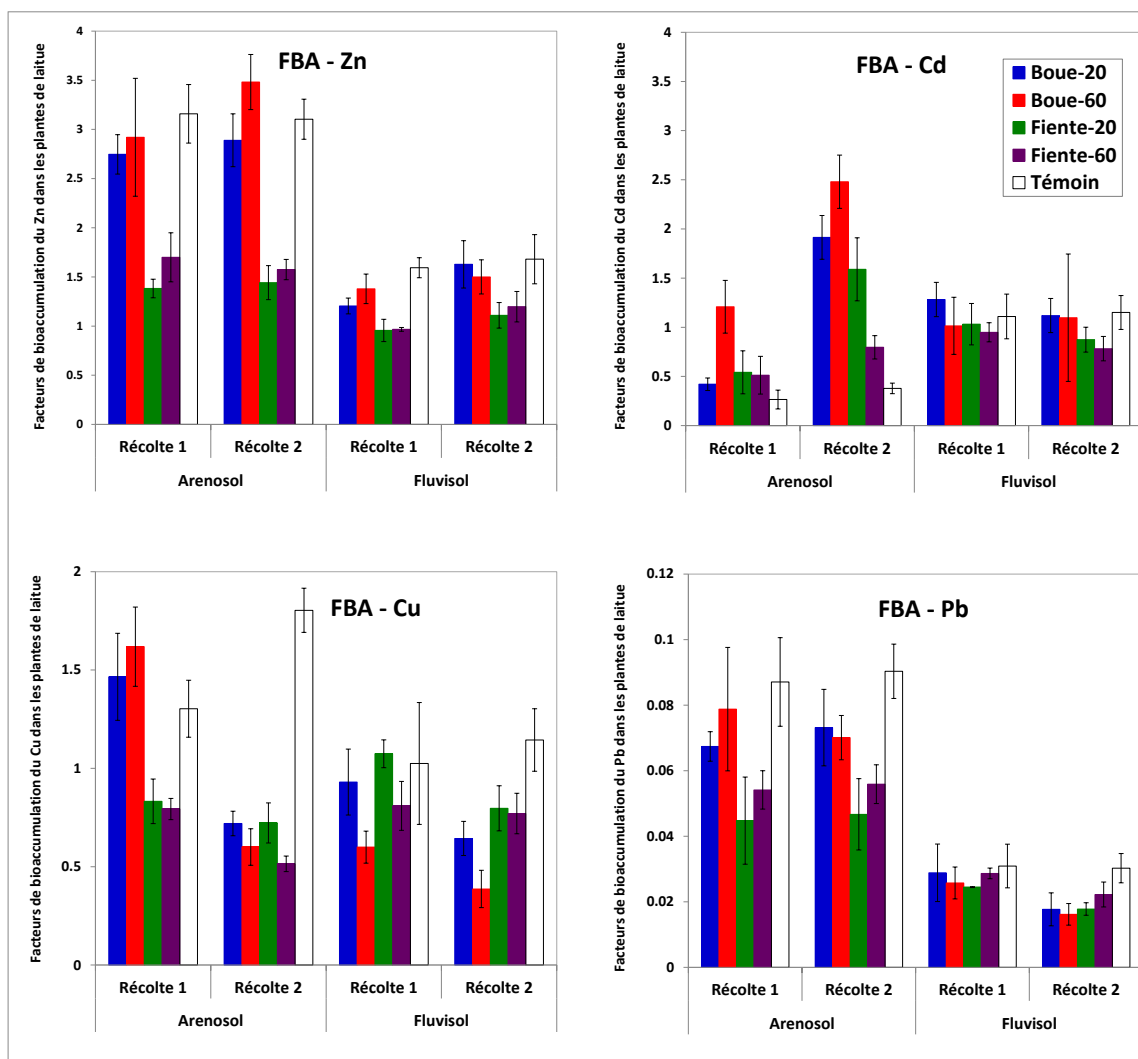 FBA - Zn
Facteurs de bioaccumulation du Zn dans les plantes de laitue
4
3.5
3
2.5
2
1.5
1
0.5
0
Récolte 1 Récolte 2 Récolte 1 Récolte 2
Arenosol Fluvisol
FBA - Cd
Facteurs de bioaccumulation du Cd dans les plantes de laitue
4
3.5
3
2.5
2
1.5
1
0.5
0
Boue-20
Boue-60
Fiente-20
Fiente-60
Témoin
Récolte 1 Récolte 2 Récolte 1 Récolte 2
Arenosol Fluvisol
FBA - Cu
Facteurs de bioaccumulation du Cu dans les plantes de laitue
2
1.5
1
0.5
0
Récolte 1 Récolte 2 Récolte 1 Récolte 2
Arenosol Fluvisol
FBA - Pb
Facteurs de bioaccumulation du Pb dans les plantes de laitue
0.12
0.1
0.08
0.06
0.04
0.02
0
Récolte 1 Récolte 2 Récolte 1 Récolte 2
Arenosol Fluvisol